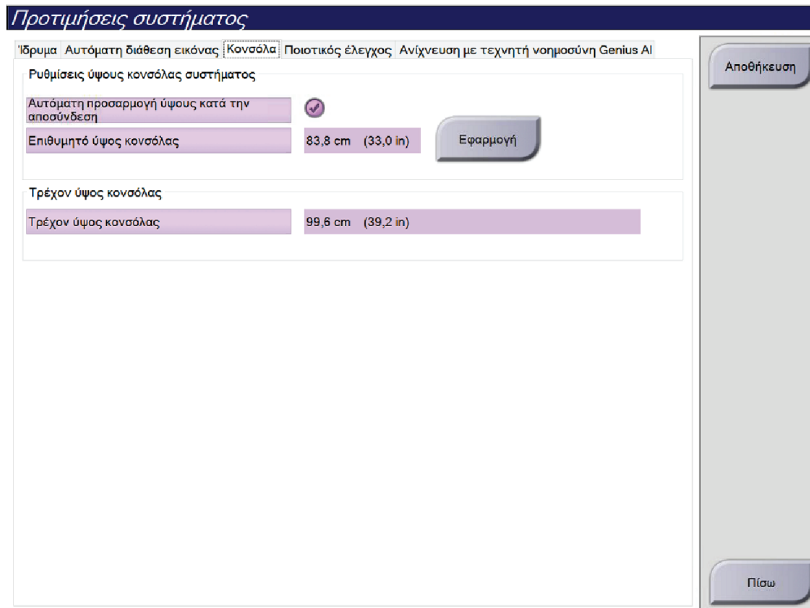 Προτιμήσεις συστήματος
Ίδρυμα Αυτόματη διάθεση εικόνας Κονσόλα Ποιοτικός έλεγχος Ανίχνευση με τεχνητή νοημοσύνη Genius AI
Αποθήκευση
Ρυθμίσεις ύψους κονσόλας συστήματος
Αυτόματη προσαρμογή ύψους κατά την
αποσύνδεση
Επιθυμητό ύψος κονσόλας 83,8 cm (33,0 in) Εφαρμογή
Τρέχον ύψος κονσόλας
Τρέχον ύψος κονσόλας 99,6 cm (39,2 in)
Πίσω